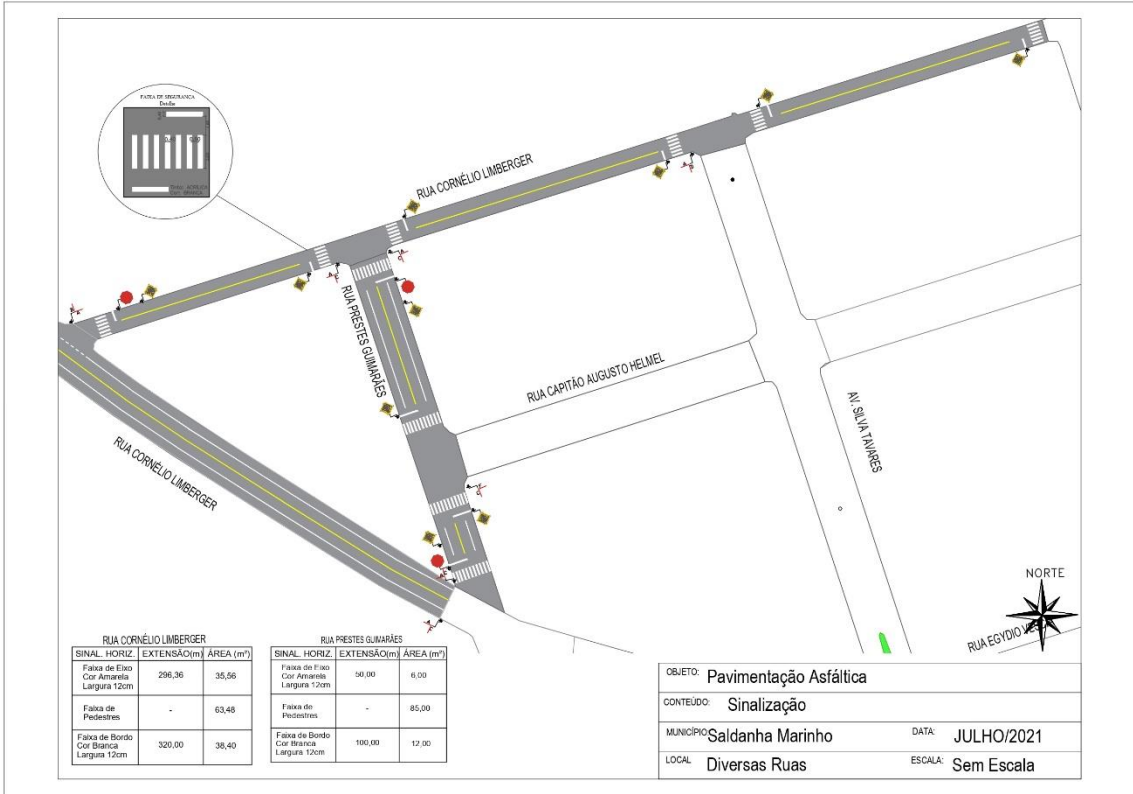 FAIXA DE SEGURANÇA
Detalhe
RUA CORNÉLIO LIMBERGER
RUA PRESTES GUIMARÃES
RUA CAPITÃO AUGUSTO HELMEL
AV. SILVA TAVARES
RUA CORNÉLIO LIMBERGER
NORTE
RUA EGYDIO
RUA CORNÉLIO LIMBERGER
SINAL. HORIZ. EXTENSÃO(m) ÁREA (m²)
Faixa de Eixo
Cor Amarela
Largura 12cm
296,36 35,56
Faixa de
Pedestres
- 63,48
Faixa de Bordo
Cor Branca
Largura 12cm
320,00 38,40
RUA PRESTES GUIMARÃES
SINAL. HORIZ. EXTENSÃO(m) ÁREA (m²)
Faixa de Eixo
Cor Amarela
Largura 12cm
50,00 6,00
Faixa de
Pedestres
- 85,00
Faixa de Bordo
Cor Branca
Largura 12cm
100,00 12,00
OBJETO: Pavimentação Asfáltica
CONTEÚDO: Sinalização
MUNICÍPIO: Saldanha Marinho DATA: JULHO/2021
LOCAL Diversas Ruas ESCALA: Sem Escala